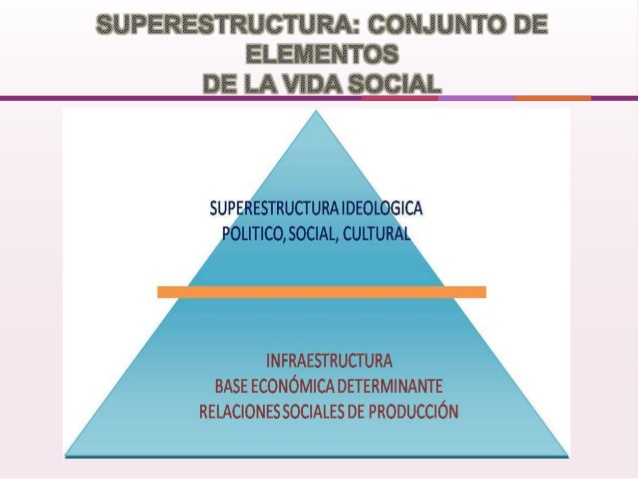 SUPERESTRUCTURA: CONJUNTO DE
ELEMENTOS
DE LA VIDA SOCIAL
SUPERESTRUCTURA IDEOLOGICA
POLITICO, SOCIAL, CULTURAL
INFRAESTRUCTURA
BASE ECONÓMICA DETERMINANTE
RELACIONES SOCIALES DE PRODUCCIÓN